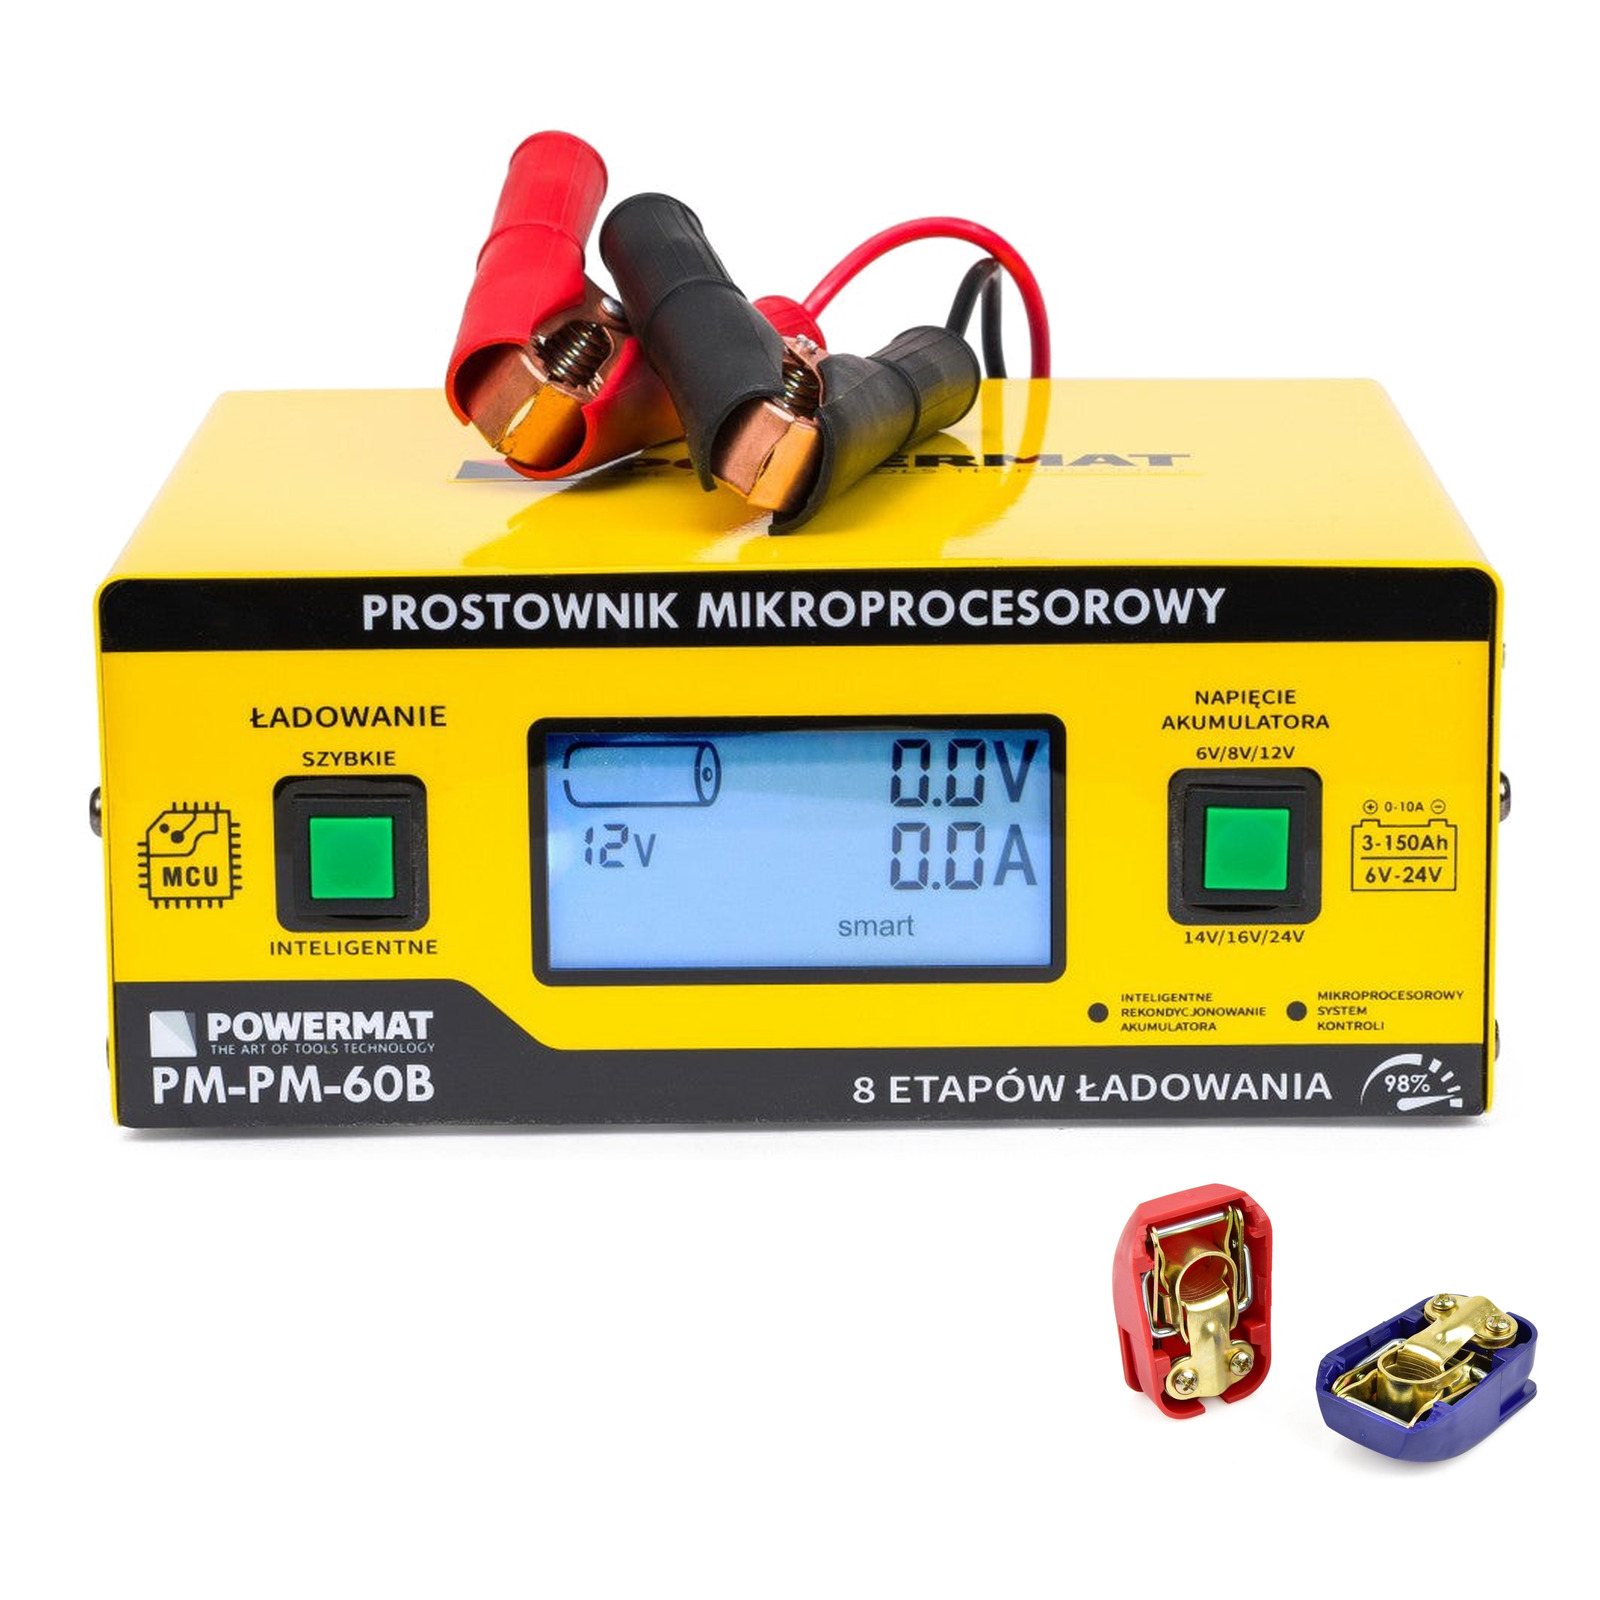 POWERMAT
PROSTOWNIK MIKROPROCESOROWY
ŁADOWANIE
SZYBKIE
INTELIGENTNE
MCU
0.0V
12V
0.0A
smart
NAPIĘCIE
AKUMULATORA
6V/8V/12V
14V/16V/24V
0-10A
3-150Ah
6V-24V
INTELIGENTNE
REKONDYCJONOWANIE
AKUMULATORA
MIKROPROCESOROWY
SYSTEM
KONTROLI
POWERMAT
THE ART OF TOOLS TECHNOLOGY
PM-PM-60B
8 ETAPÓW ŁADOWANIA
98%